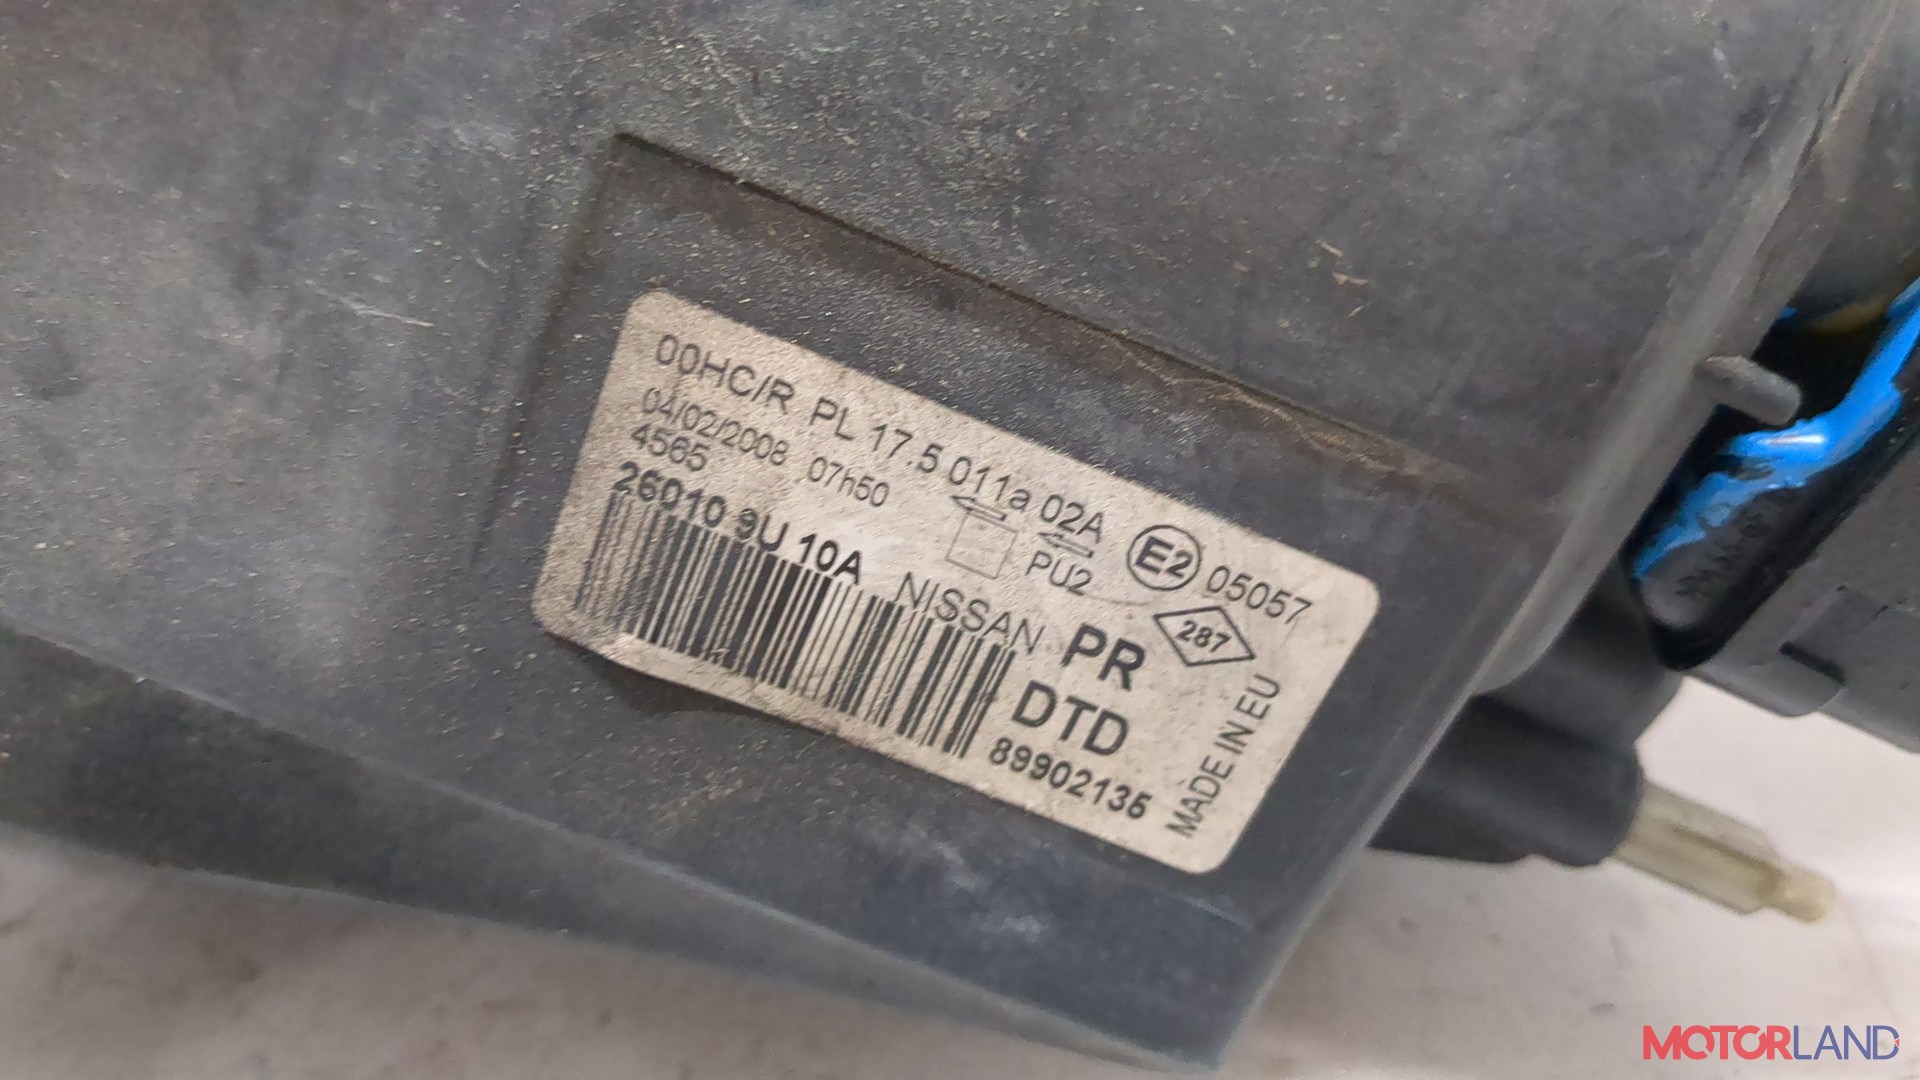 00HC/R PL 17.5 011a 02A E2 05057
04/02/2008 07h50
4565
PU2
287
26010 9U 10A
NISSAN
PR
DTD
89902135
MADE IN EU
MOTORLAND